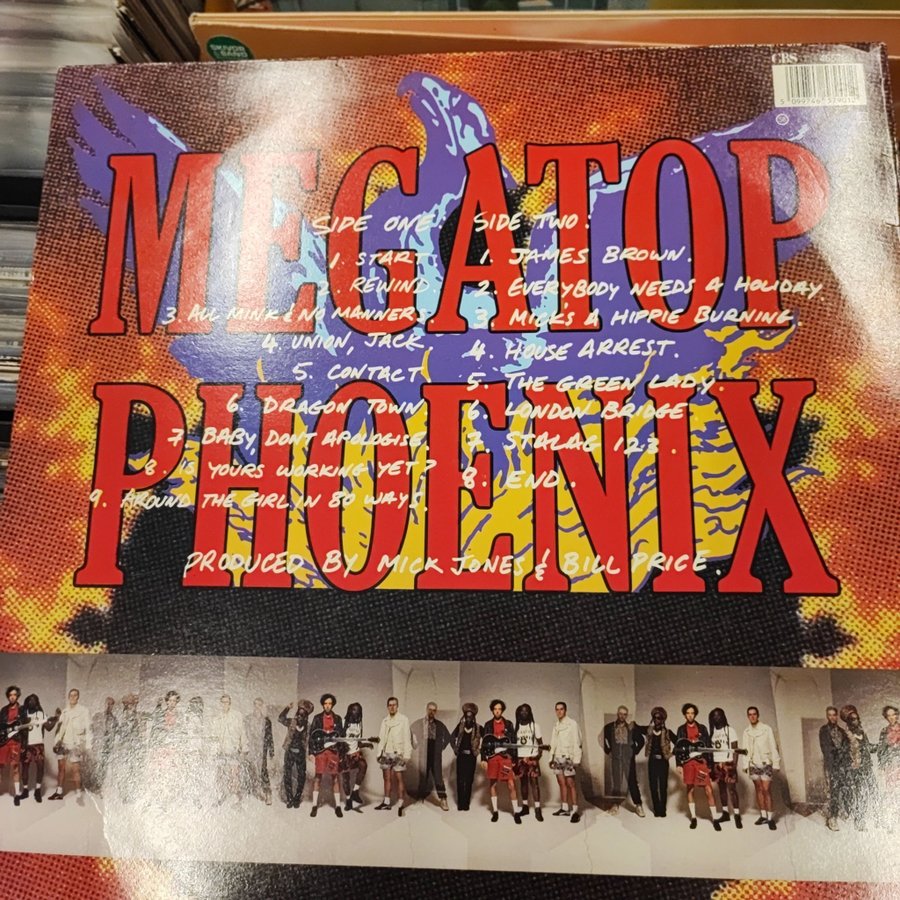 CBS
MEGATOP
PHOENIX
SIDE ONE:
1. START.
2. REWIND.
3. ALL MINK & NO MANNERS.
4. UNION, JACK.
5. CONTACT
6. DRAGON TOWN.
7. BABY DONT APOLOGISE.
8. IS YOURS WORKING YET?
9. AROUND THE GIRL IN 80 WAYS.
SIDE TWO:
1. JAMES BROWN.
2. EVERYBODY NEEDS A HOLIDAY.
3. MICK'S A HIPPIE BURNING.
4. HOUSE ARREST.
5. THE GREEN LADY.
6. LONDON BRIDGE
7. STALAG 123.
8. END.
PRODUCED BY MICK JONES & BILL PRICE.